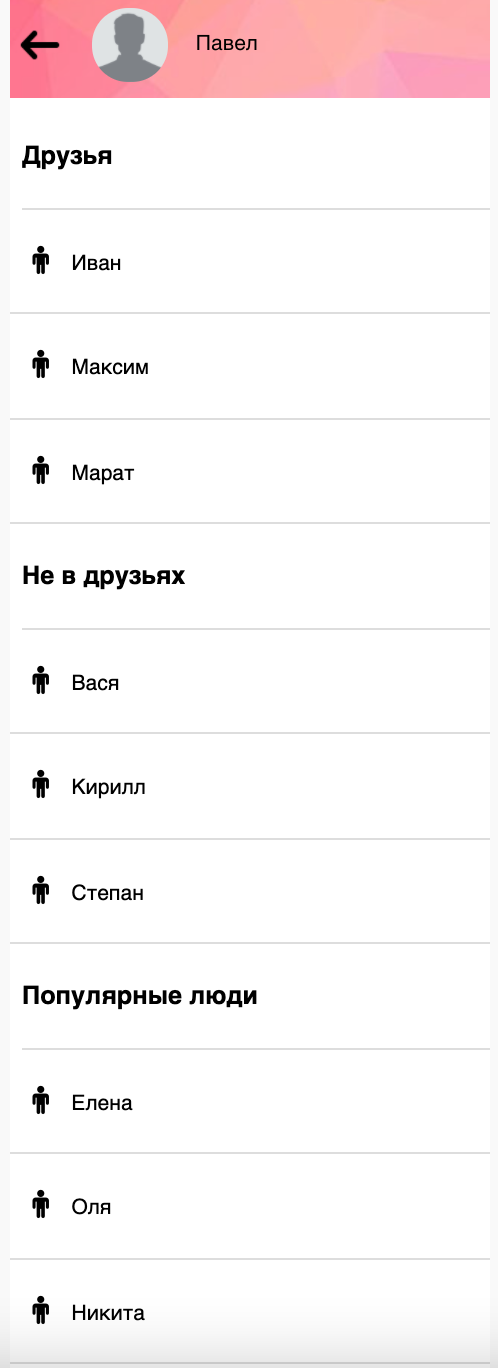 Павел
Друзья
Иван
Максим
Марат
Не в друзьях
Вася
Кирилл
Степан
Популярные люди
Елена
Оля
Никита